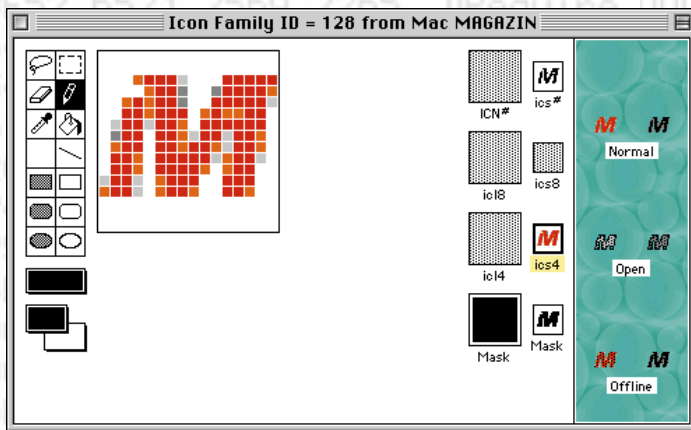 Icon Family ID = 128 from Mac MAGAZIN
ICN#
ics#
icl8
ics8
icl4
ics4
Mask
Mask
Normal
Open
Offline